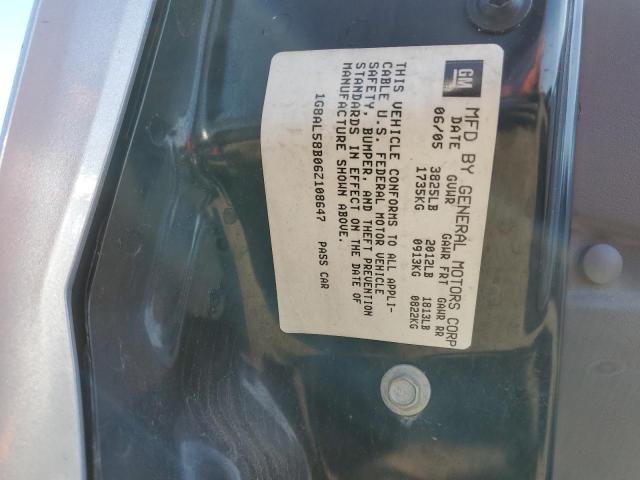 GM
MFD BY GENERAL MOTORS CORP
DATE GVWR GAWR FRT GAWR RR
06/05 3825LB 2012LB 1813LB
1735KG 0913KG 0822KG
THIS VEHICLE CONFORMS TO ALL APPLI-
CABLE U.S. FEDERAL MOTOR VEHICLE
SAFETY, BUMPER, AND THEFT PREVENTION
STANDARDS IN EFFECT ON THE DATE OF
MANUFACTURE SHOWN ABOVE.
1G8AL58B06Z108647 PASS CAR